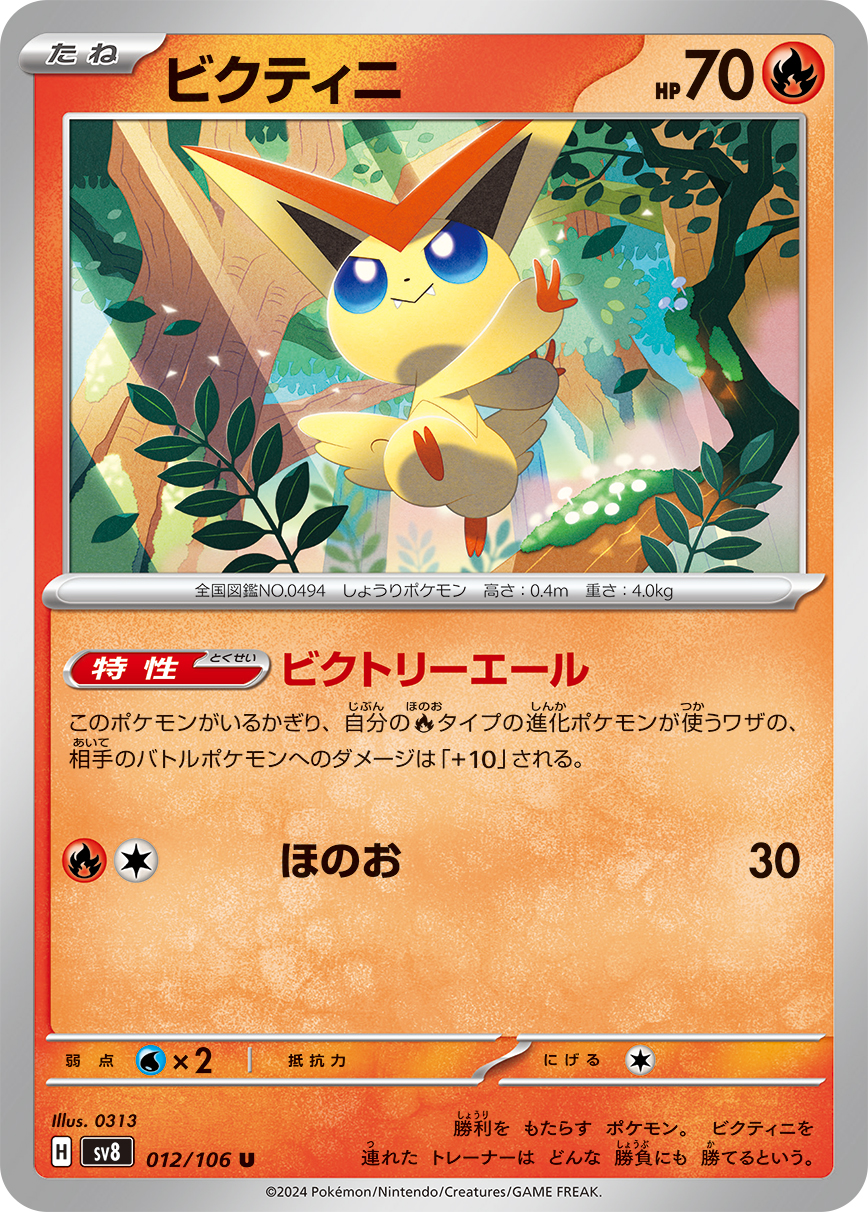 たね ビクティニ HP70
全国図鑑NO.0494 しょうりポケモン 高さ:0.4m 重さ:4.0kg
特性 とくせい ビクトリーエール
このポケモンがいるかぎり、自分のタイプの進化ポケモンが使うワザの、
相手のバトルポケモンへのダメージは「+10」される。
ほのお 30
弱点 ×2 抵抗力 にげる
Illus. 0313
勝利を もたらす ポケモン。 ビクティニを
連れた トレーナーは どんな 勝負にも 勝てるという。
H sv8 012/106 U
©2024 Pokémon/Nintendo/Creatures/GAME FREAK.